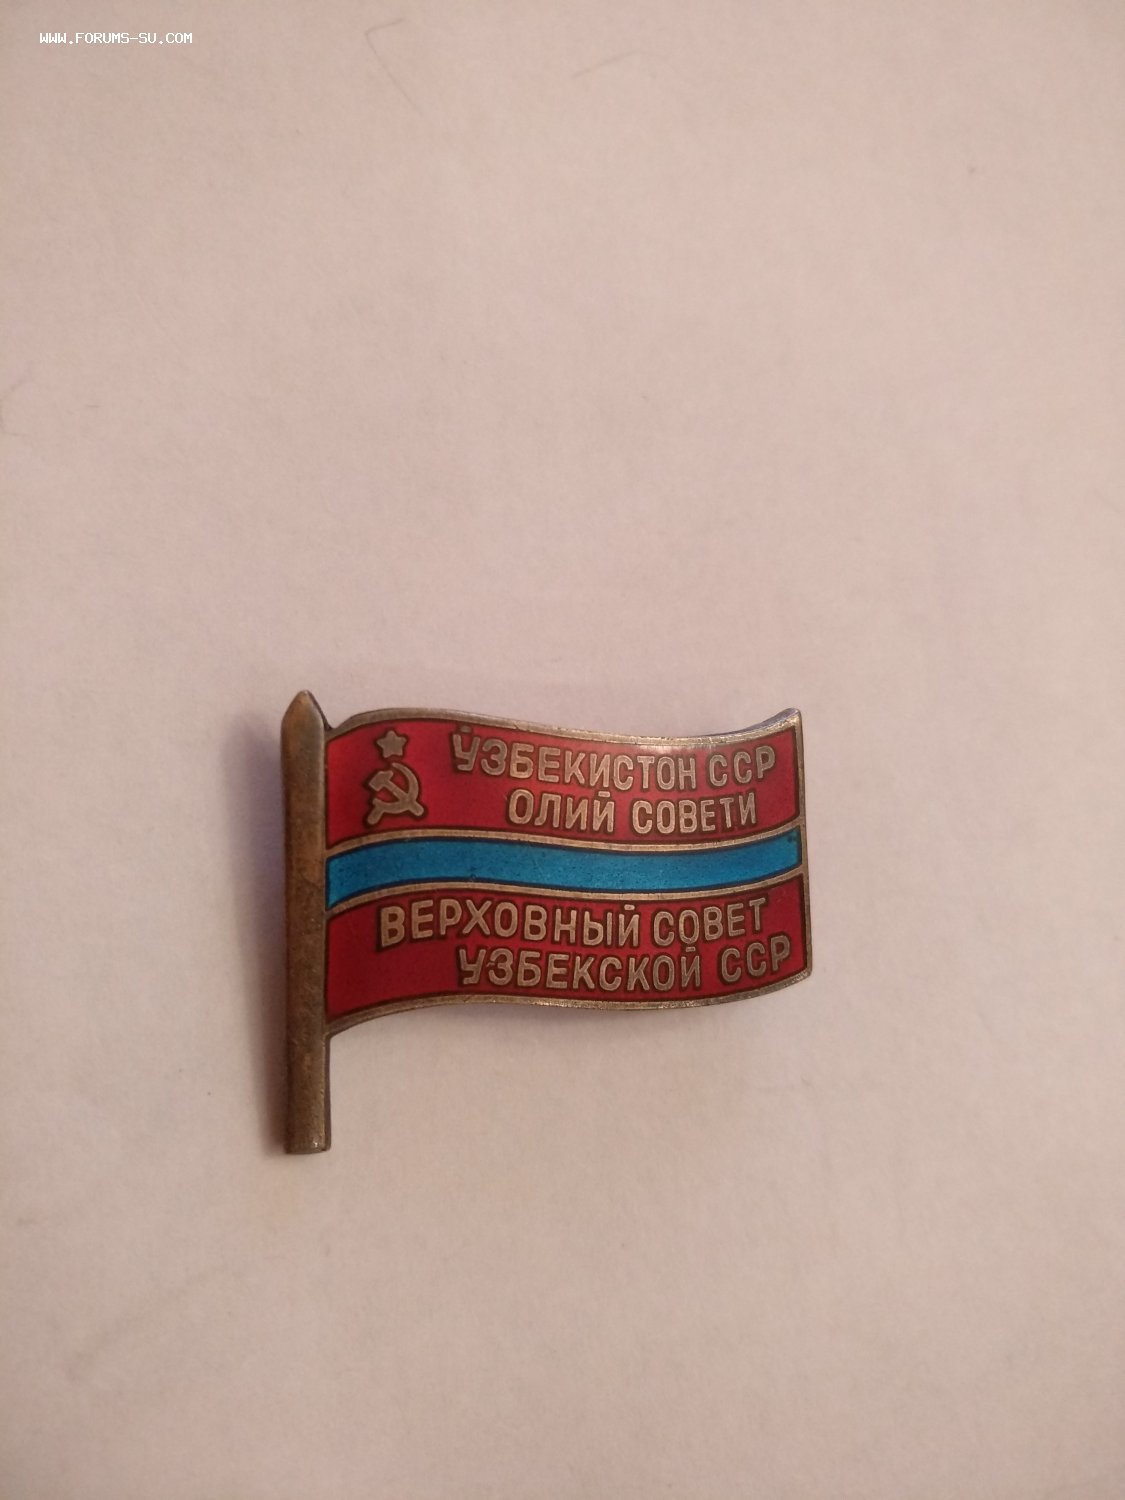 WWW.FORUMS-SU.COM
ЎЗБЕКИСТОН ССР
ОЛИЙ СОВЕТИ
ВЕРХОВНЫЙ СОВЕТ
УЗБЕКСКОЙ ССР